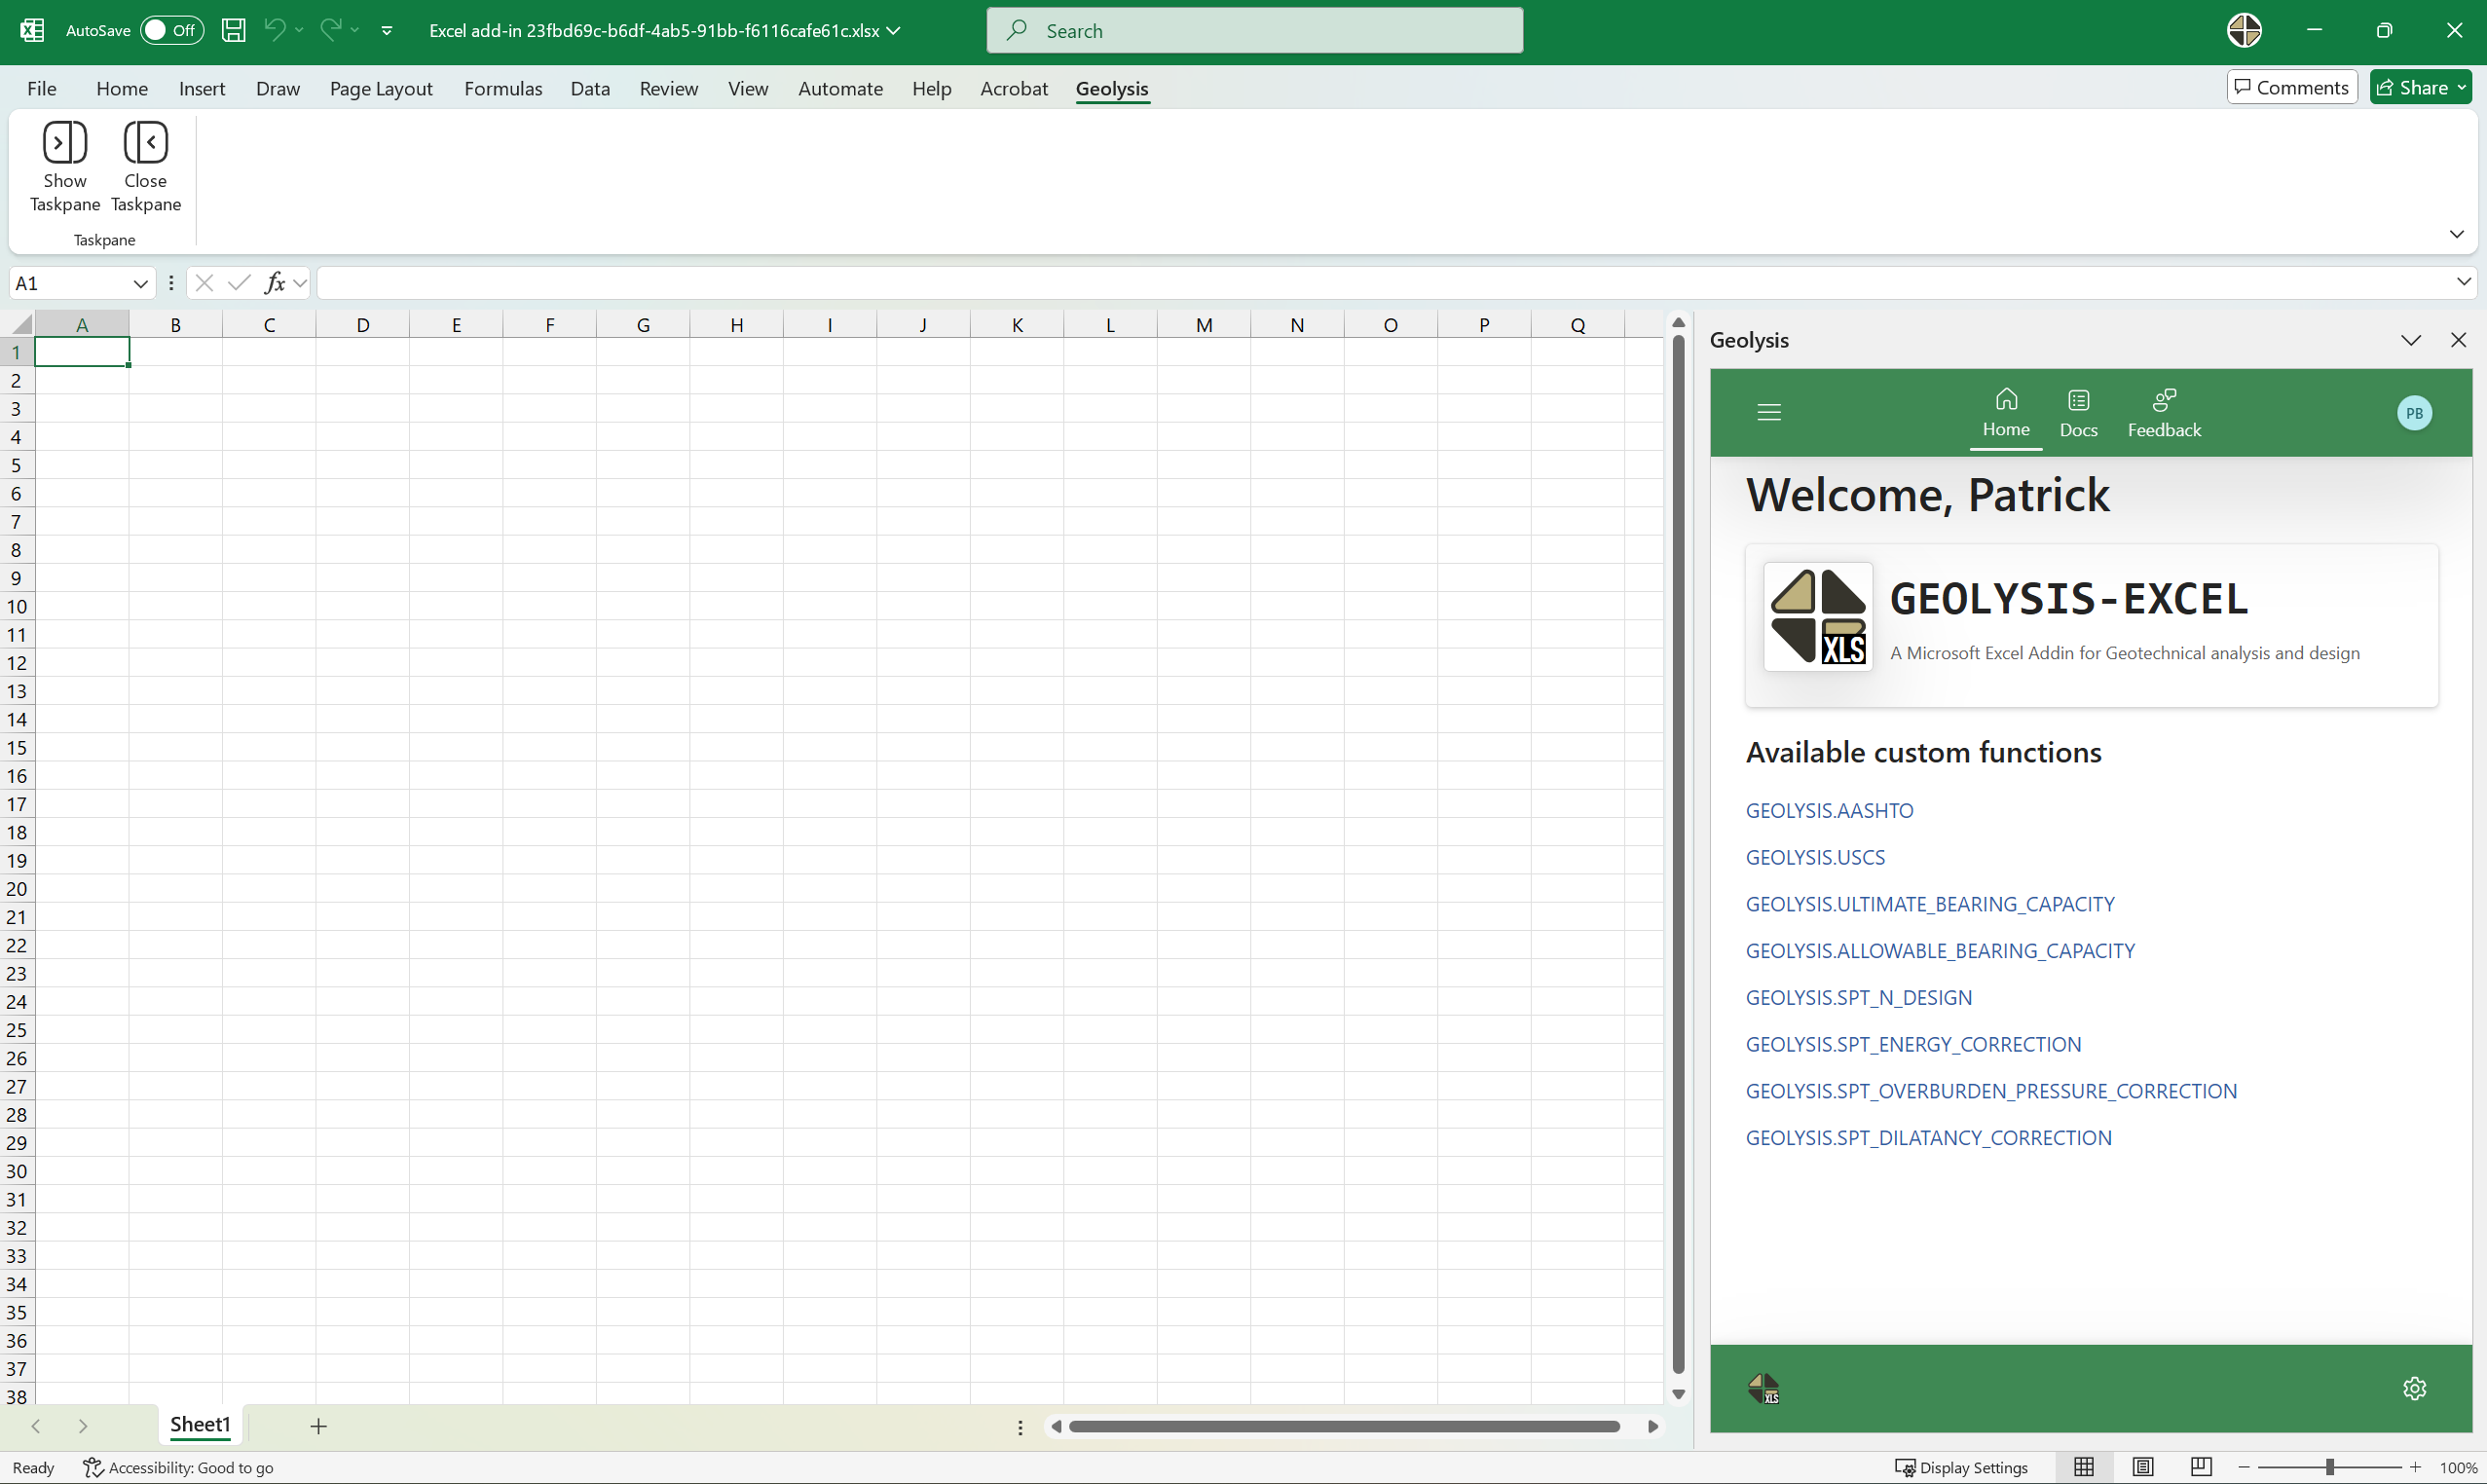 AutoSave Off Excel add-in 23fbd69c-b6df-4ab5-91bb-f6116cafe61c.xlsx Search
File Home Insert Draw Page Layout Formulas Data Review View Automate Help Acrobat Geolysis Comments Share
Show Taskpane
Close Taskpane
Taskpane
A1 fx
A B C D E F G H I J K L M N O P Q
1
2
3
4
5
6
7
8
9
10
11
12
13
14
15
16
17
18
19
20
21
22
23
24
25
26
27
28
29
30
31
32
33
34
35
36
37
38
Geolysis
Home Docs Feedback PB
Welcome, Patrick
XLS
GEOLYSIS-EXCEL
A Microsoft Excel Addin for Geotechnical analysis and design
Available custom functions
GEOLYSIS.AASHTO
GEOLYSIS.USCS
GEOLYSIS.ULTIMATE_BEARING_CAPACITY
GEOLYSIS.ALLOWABLE_BEARING_CAPACITY
GEOLYSIS.SPT_N_DESIGN
GEOLYSIS.SPT_ENERGY_CORRECTION
GEOLYSIS.SPT_OVERBURDEN_PRESSURE_CORRECTION
GEOLYSIS.SPT_DILATANCY_CORRECTION
XLS
Sheet1
Ready Accessibility: Good to go Display Settings 100%